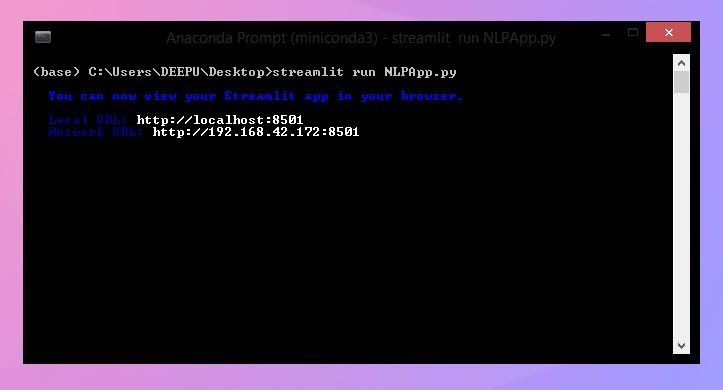 Anaconda Prompt (miniconda3) - streamlit  run NLPApp.py
(base) C:\Users\DEEPU\Desktop>streamlit run NLPApp.py
You can now view your Streamlit app in your browser.
Local URL: http://localhost:8501
Network URL: http://192.168.42.172:8501